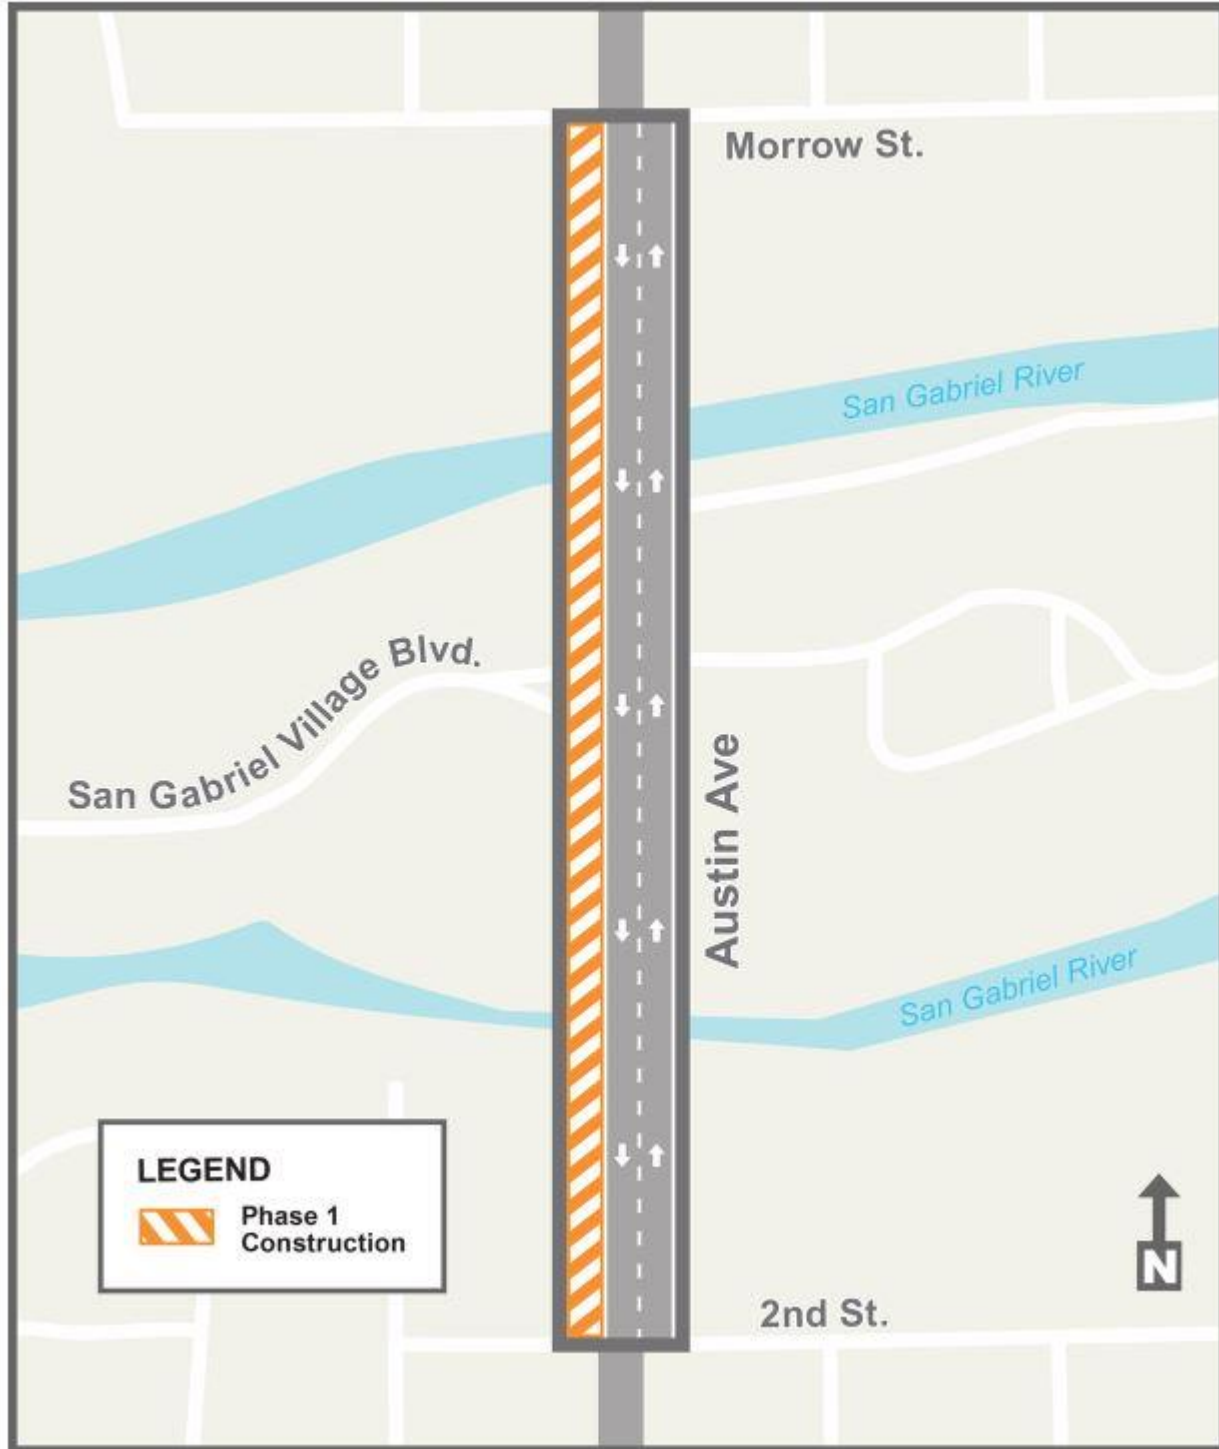 Morrow St.
San Gabriel River
San Gabriel Village Blvd.
Austin Ave
San Gabriel River
LEGEND
Phase 1
Construction
N
2nd St.